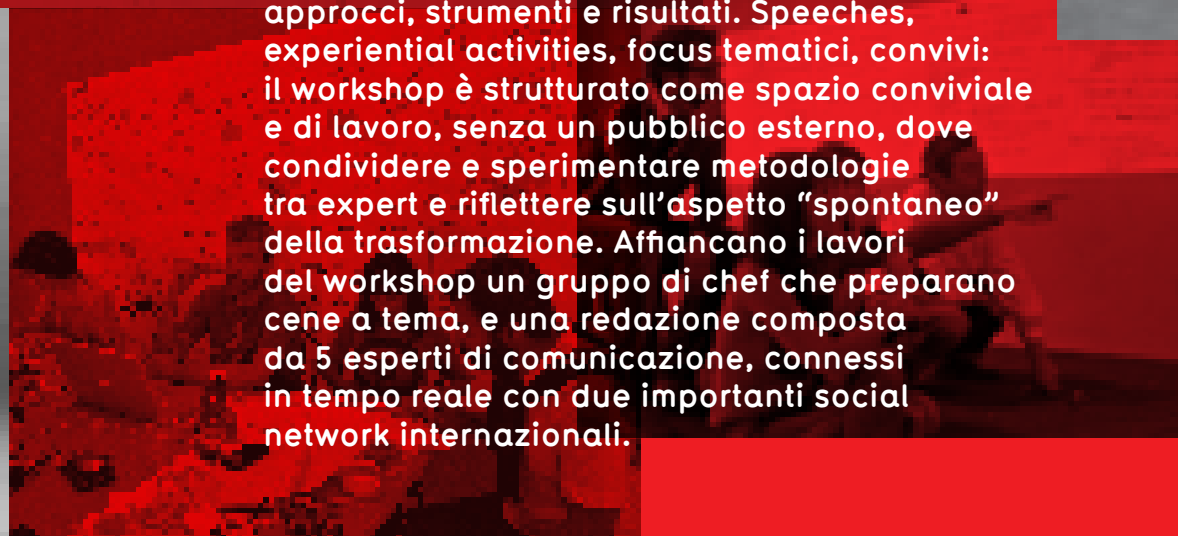 approcci, strumenti e risultati. Speeches,
experiential activities, focus tematici, convivi:
il workshop è strutturato come spazio conviviale
e di lavoro, senza un pubblico esterno, dove
condividere e sperimentare metodologie
tra expert e riflettere sull’aspetto “spontaneo”
della trasformazione. Affiancano i lavori
del workshop un gruppo di chef che preparano
cene a tema, e una redazione composta
da 5 esperti di comunicazione, connessi
in tempo reale con due importanti social
network internazionali.